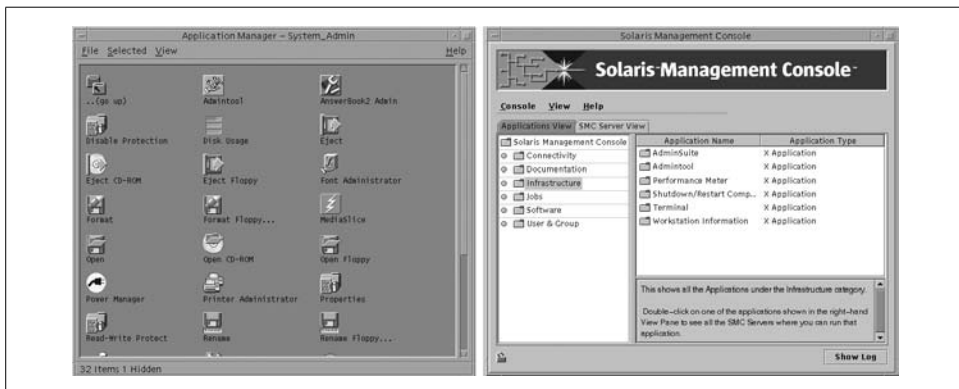 Application Manager – System_Admin
File Selected View Help
..(go up) Admintool AnswerBook2 Admin
Disable Protection Disk Usage Eject
Eject CD-ROM Eject Floppy Font Administrator
Format Format Floppy... MediaSlice
Open Open CD-ROM Open Floppy
Power Manager Printer Administrator Properties
Read-Write Protect Rename Rename Floppy...
32 Items 1 Hidden
Solaris Management Console
Solaris™Management Console™
Console View Help
Applications View SMC Server View
Solaris Management Console
Connectivity
Documentation
Infrastructure
Jobs
Software
User & Group
Application Name Application Type
AdminSuite X Application
Admintool X Application
Performance Meter X Application
Shutdown/Restart Comp... X Application
Terminal X Application
Workstation Information X Application
This shows all the Applications under the Infrastructure category.
Double-click on one of the applications shown in the right-hand
View Pane to see all the SMC Servers where you can run that
application.
Show Log